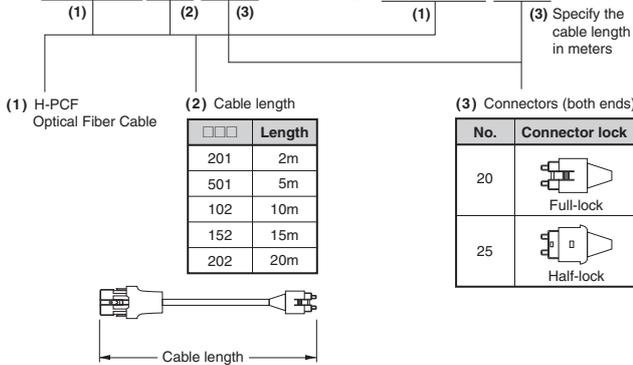 (1) (2) (3) (1) (3) Specify the
cable length
in meters
(1) H-PCF
Optical Fiber Cable
(2) Cable length
□□□ Length
201 2m
501 5m
102 10m
152 15m
202 20m
(3) Connectors (both ends)
No. Connector lock
20
Full-lock
25
Half-lock
Cable length